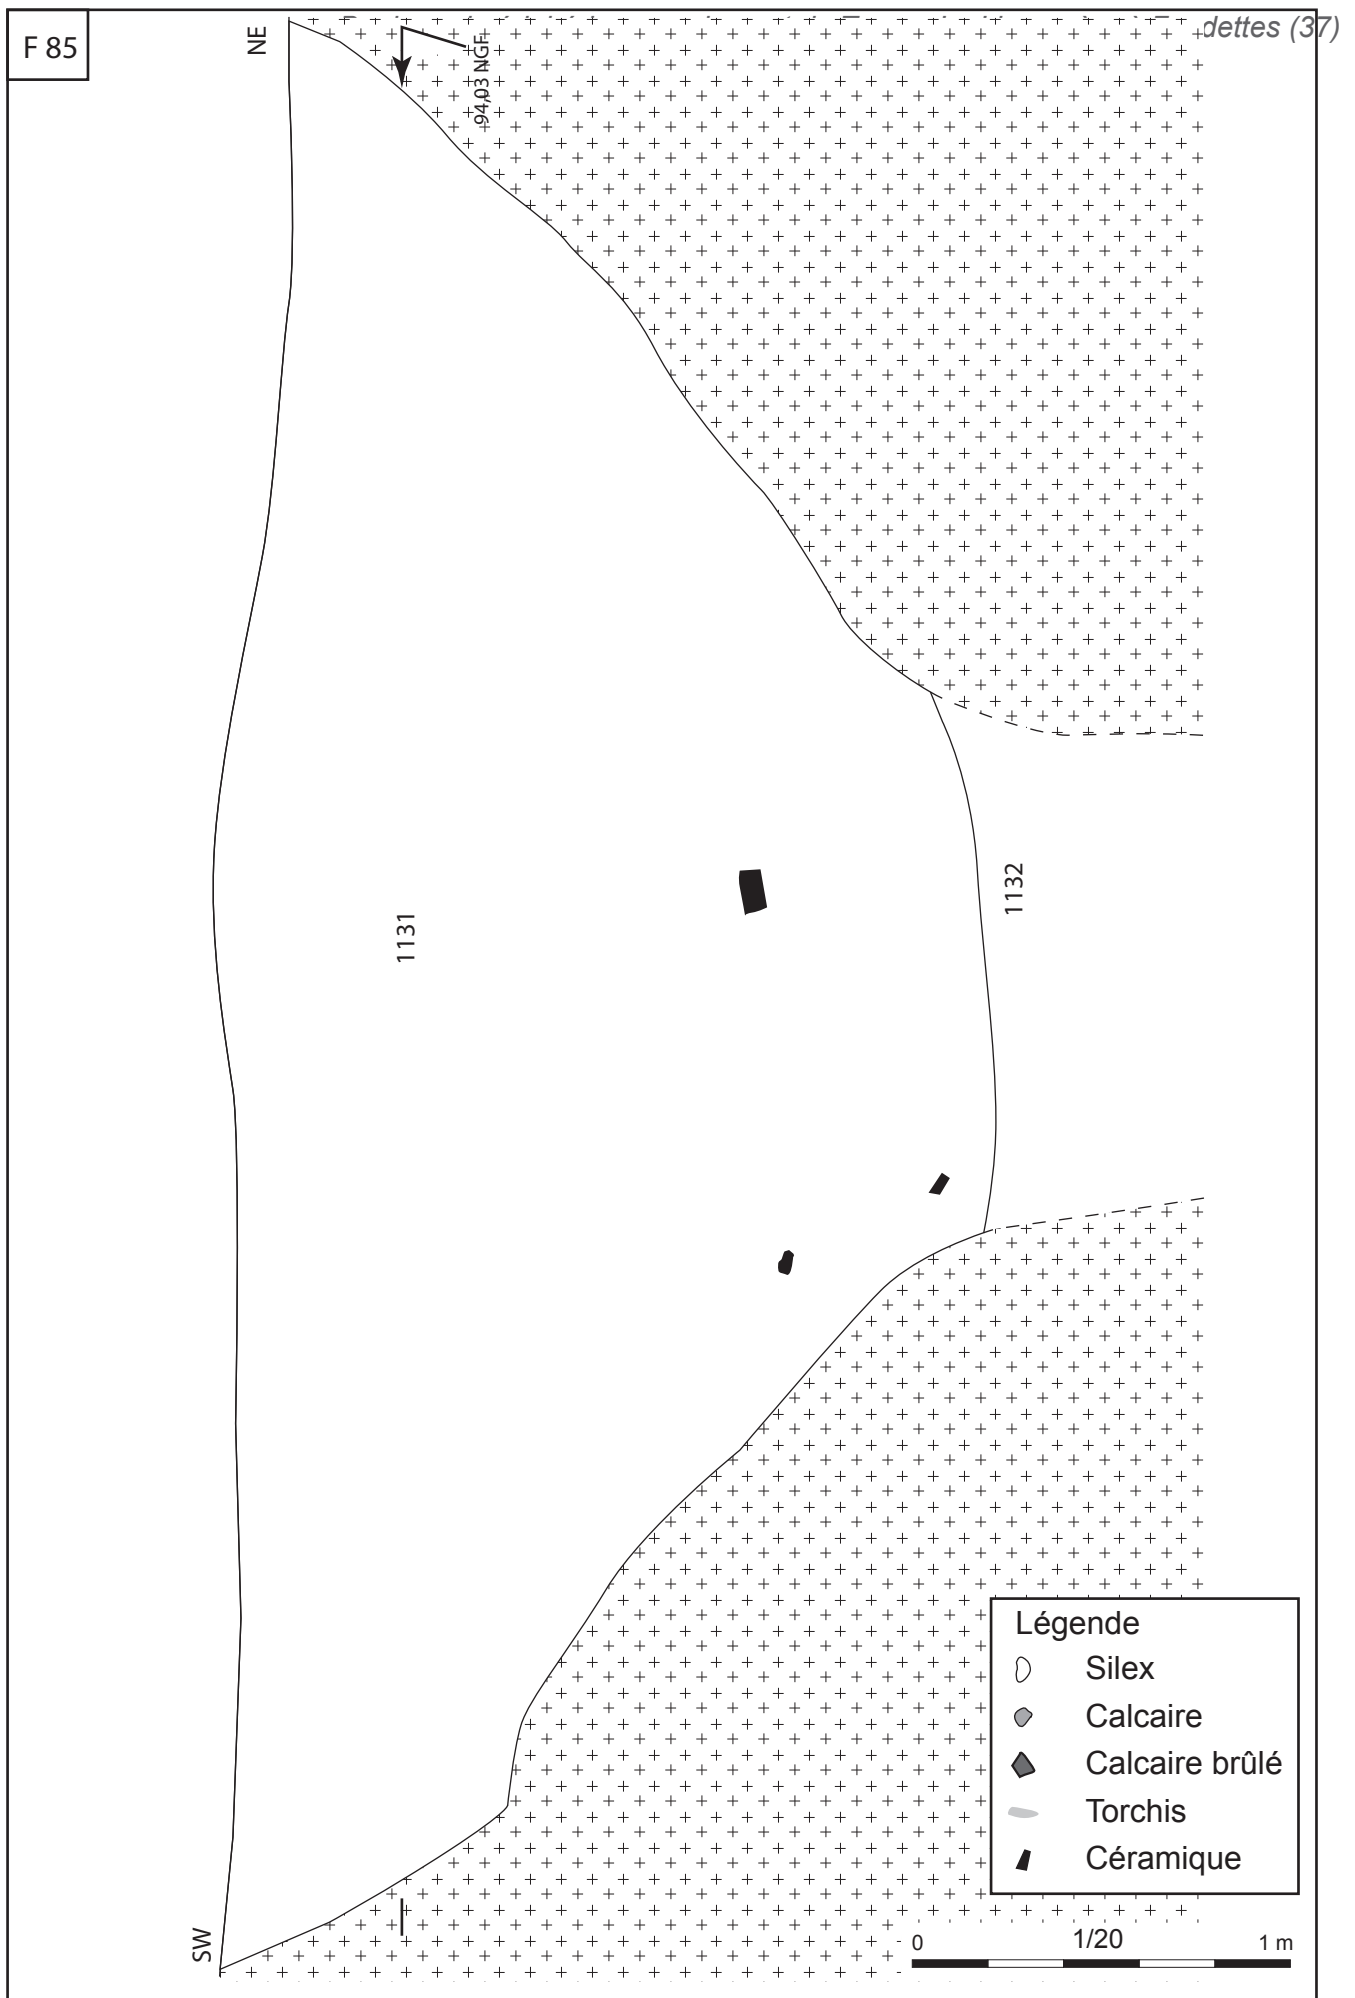 F 85
NE
94,03 NGF
dettes (37)
1131
1132
SW
Légende
Silex
Calcaire
Calcaire brûlé
Torchis
Céramique
0 1/20 1 m